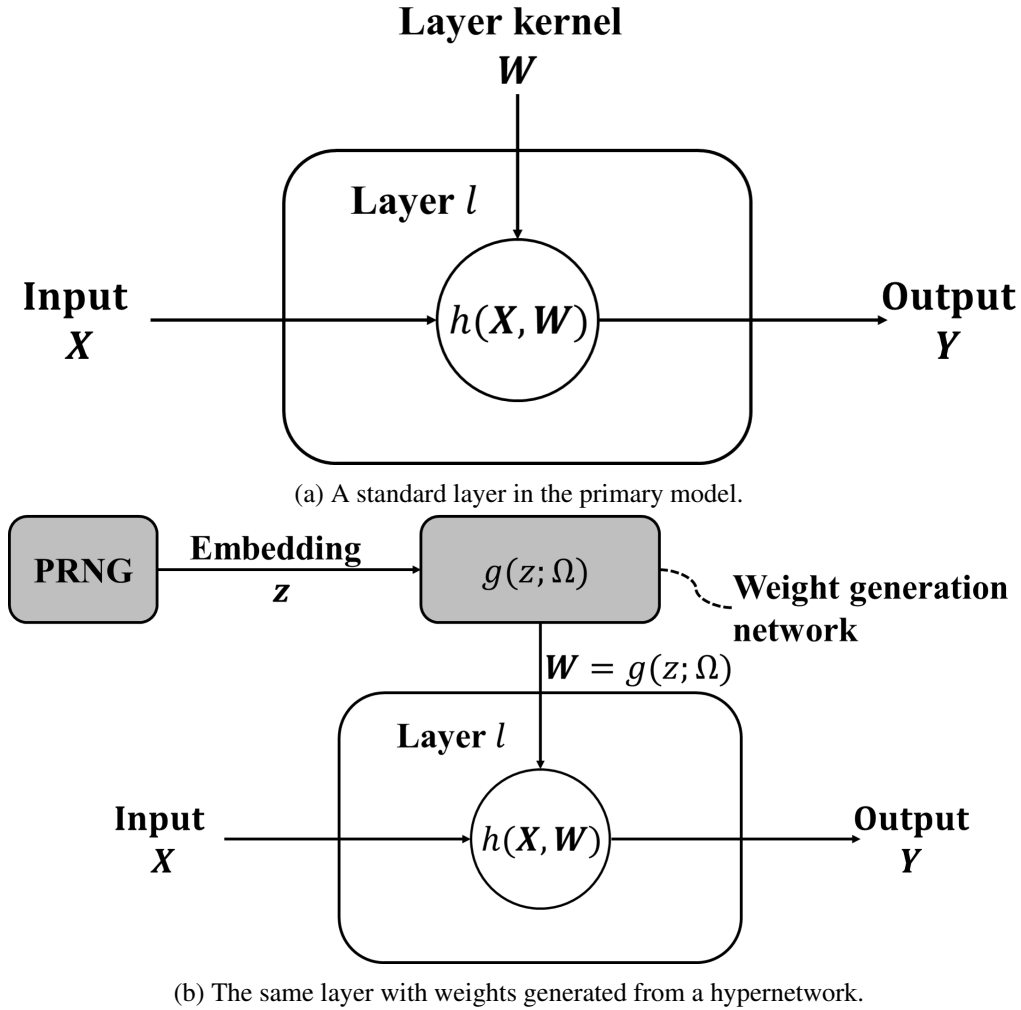 Layer kernel
W
Layer l
Input
X
h(X, W)
Output
Y
(a) A standard layer in the primary model.
PRNG
Embedding
z
g(z; Ω)
Weight generation
network
W = g(z; Ω)
Layer l
Input
X
h(X, W)
Output
Y
(b) The same layer with weights generated from a hypernetwork.